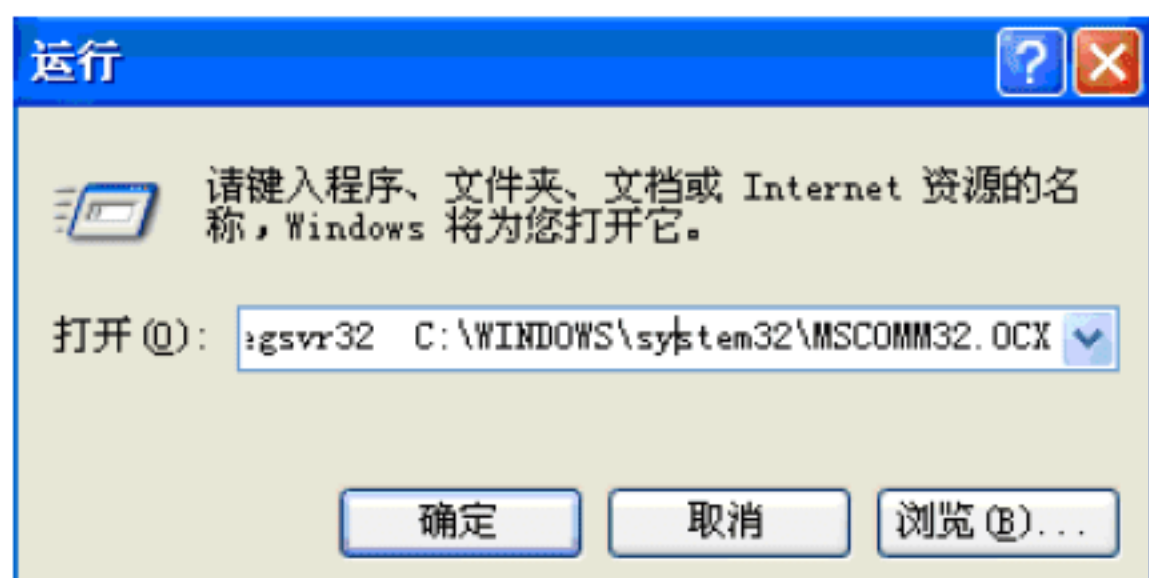 运行
请键入程序、文件夹、文档或 Internet 资源的名
称，Windows 将为您打开它。
打开(O): egsvr32 C:\WINDOWS\system32\MSCOMM32.OCX
确定 取消 浏览(B)...